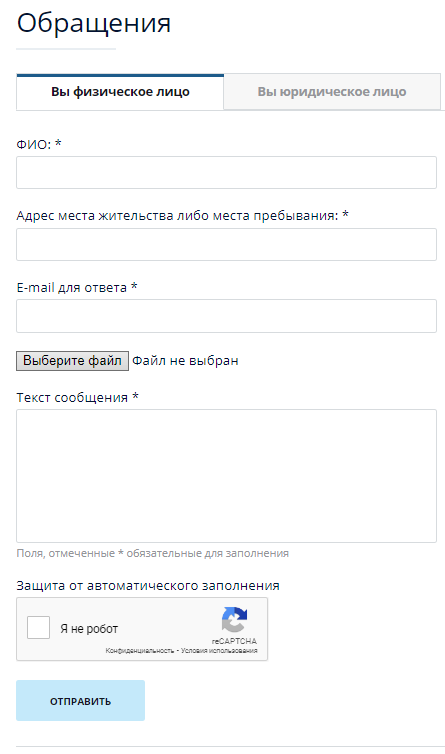 Обращения
Вы физическое лицо
Вы юридическое лицо
ФИО: *
Адрес места жительства либо места пребывания: *
E-mail для ответа *
Выберите файл Файл не выбран
Текст сообщения *
Поля, отмеченные * обязательные для заполнения
Защита от автоматического заполнения
Я не робот
reCAPTCHA
Конфиденциальность - Условия использования
ОТПРАВИТЬ